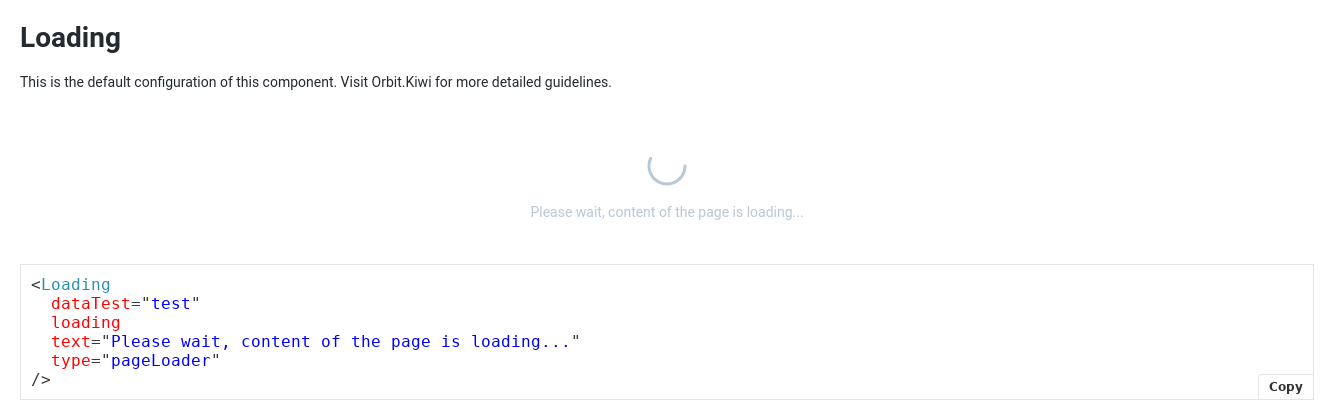 Loading
This is the default configuration of this component. Visit Orbit.Kiwi for more detailed guidelines.
Please wait, content of the page is loading...
<Loading
  dataTest="test"
  loading
  text="Please wait, content of the page is loading..."
  type="pageLoader"
/>
Copy